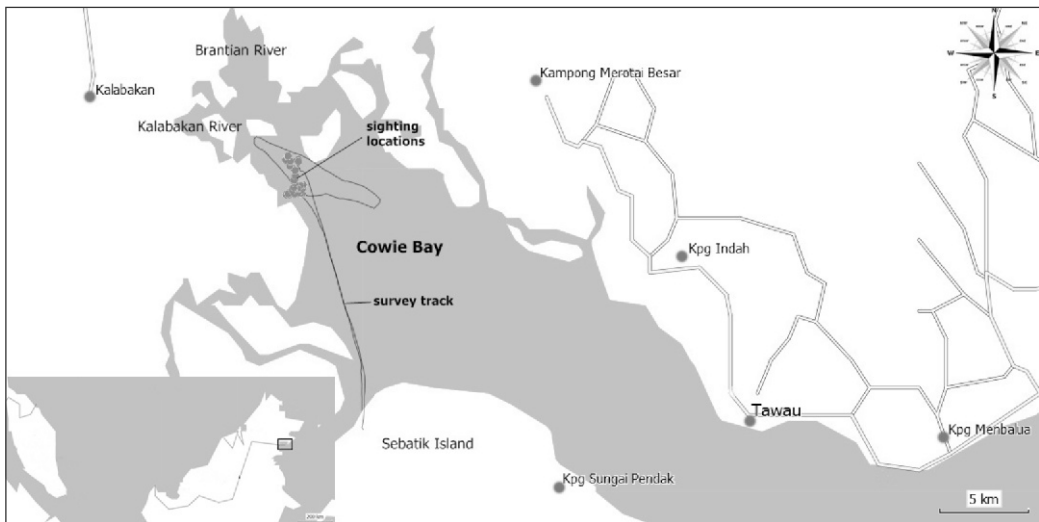 N
W
E
S
Brantian River
Kalabakan
Kampong Merotai Besar
Kalabakan River
sighting
locations
Cowie Bay
Kpg Indah
survey track
Tawau
Sebatik Island
Kpg Menbalua
Kpg Sungai Pendak
5 km